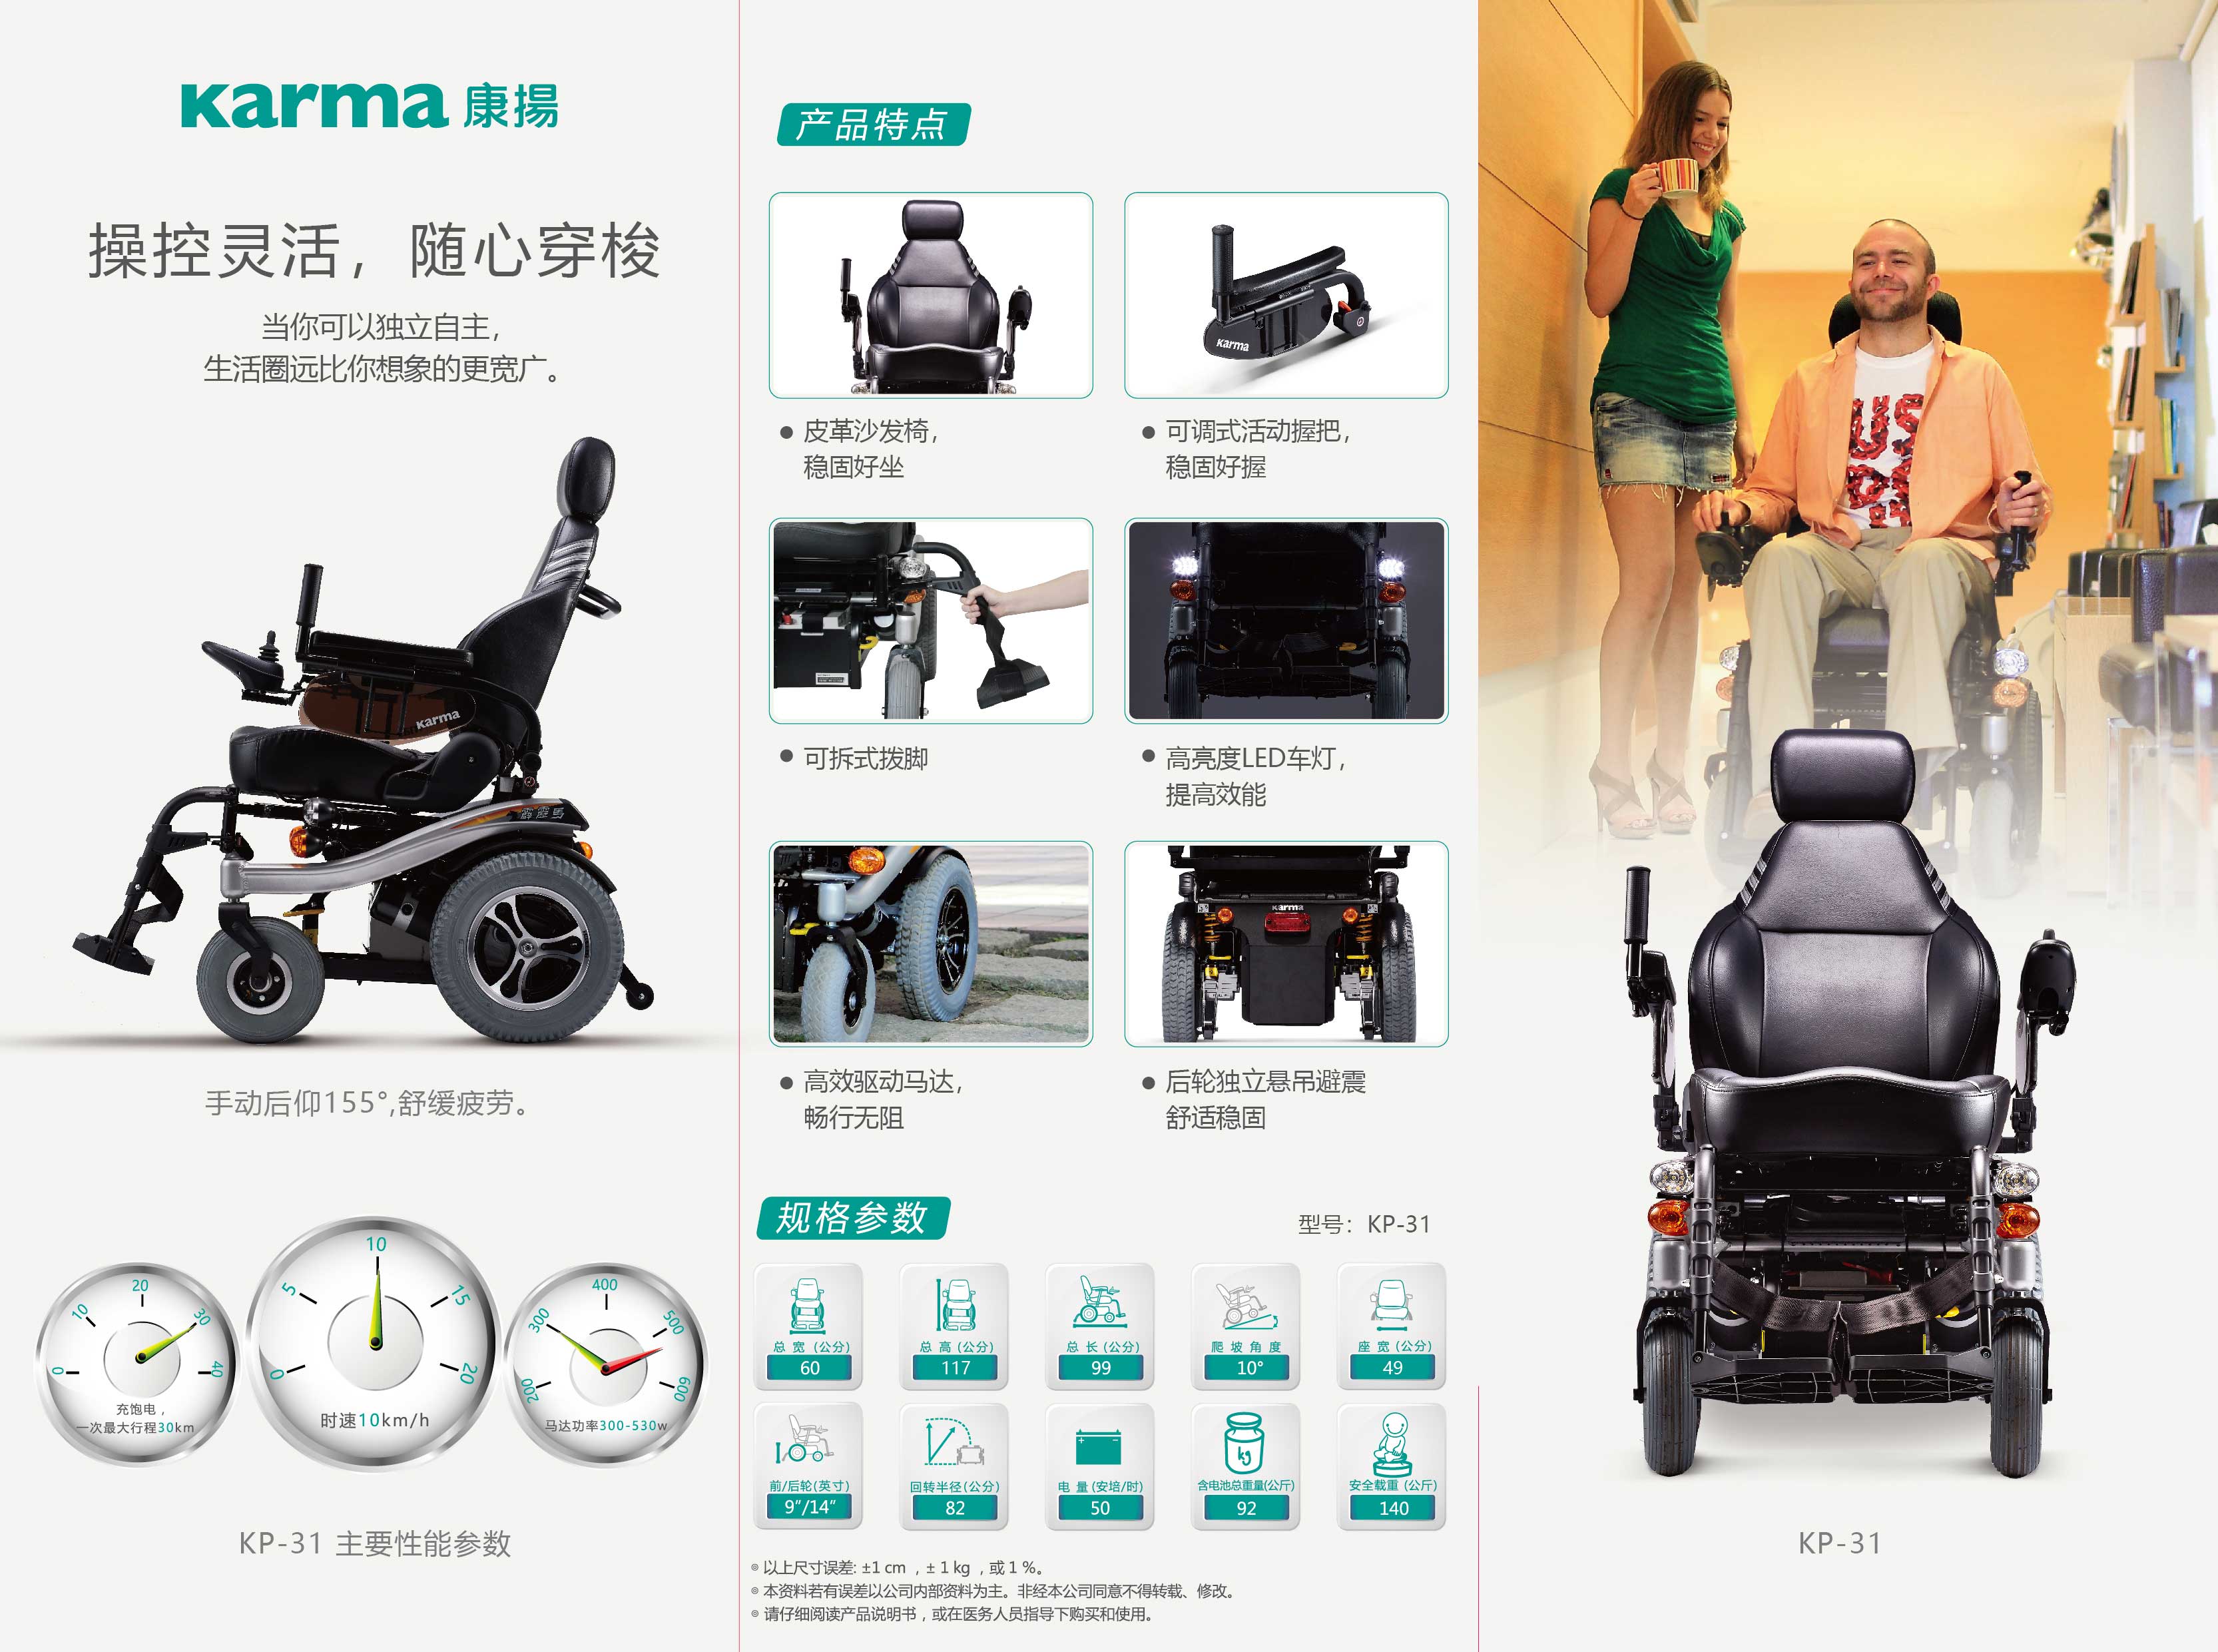 Karma 康揚
操控灵活，随心穿梭
当你可以独立自主，
生活圈远比你想象的更宽广。
Karma
手动后仰155°,舒缓疲劳。
0 10 20 30 40
充饱电，
一次最大行程30km
0 5 10 15 20
时速10km/h
200 300 400 500 600
马达功率300-530w
KP-31 主要性能参数
产品特点
Karma
● 皮革沙发椅，
稳固好坐
● 可调式活动握把，
稳固好握
● 可拆式拨脚
● 高亮度LED车灯，
提高效能
Karma
● 高效驱动马达，
畅行无阻
● 后轮独立悬吊避震
舒适稳固
规格参数
型号：KP-31
总 宽 (公分)
60
总 高 (公分)
117
总 长 (公分)
99
爬 坡 角 度
10°
座 宽 (公分)
49
前/后轮(英寸)
9″/14″
回转半径(公分)
82
电 量 (安培/时)
50
kg
含电池总重量(公斤)
92
安全载重 (公斤)
140
◎ 以上尺寸误差: ±1 cm ，± 1 kg ，或 1 %。
◎ 本资料若有误差以公司内部资料为主。非经本公司同意不得转载、修改。
◎ 请仔细阅读产品说明书，或在医务人员指导下购买和使用。
KP-31